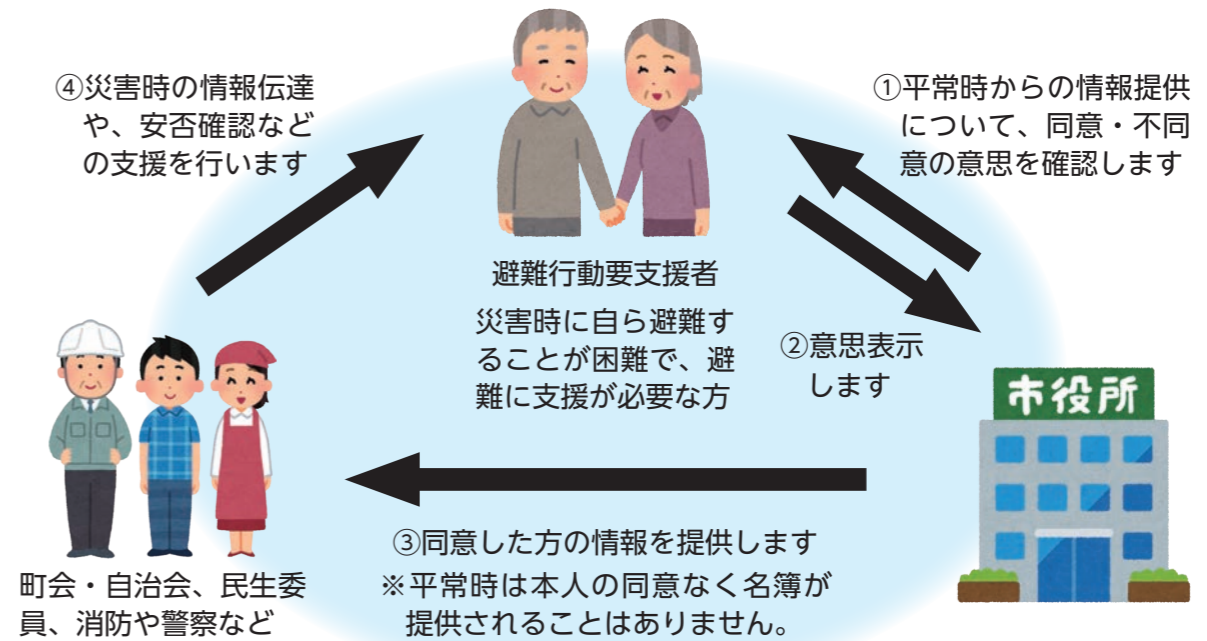 ④災害時の情報伝達
や、安否確認など
の支援を行います
①平常時からの情報提供
について、同意・不同
意の意思を確認します
避難行動要支援者
災害時に自ら避難す
ることが困難で、避
難に支援が必要な方
②意思表示
します
市役所
③同意した方の情報を提供します
※平常時は本人の同意なく名簿が
提供されることはありません。
町会・自治会、民生委
員、消防や警察など